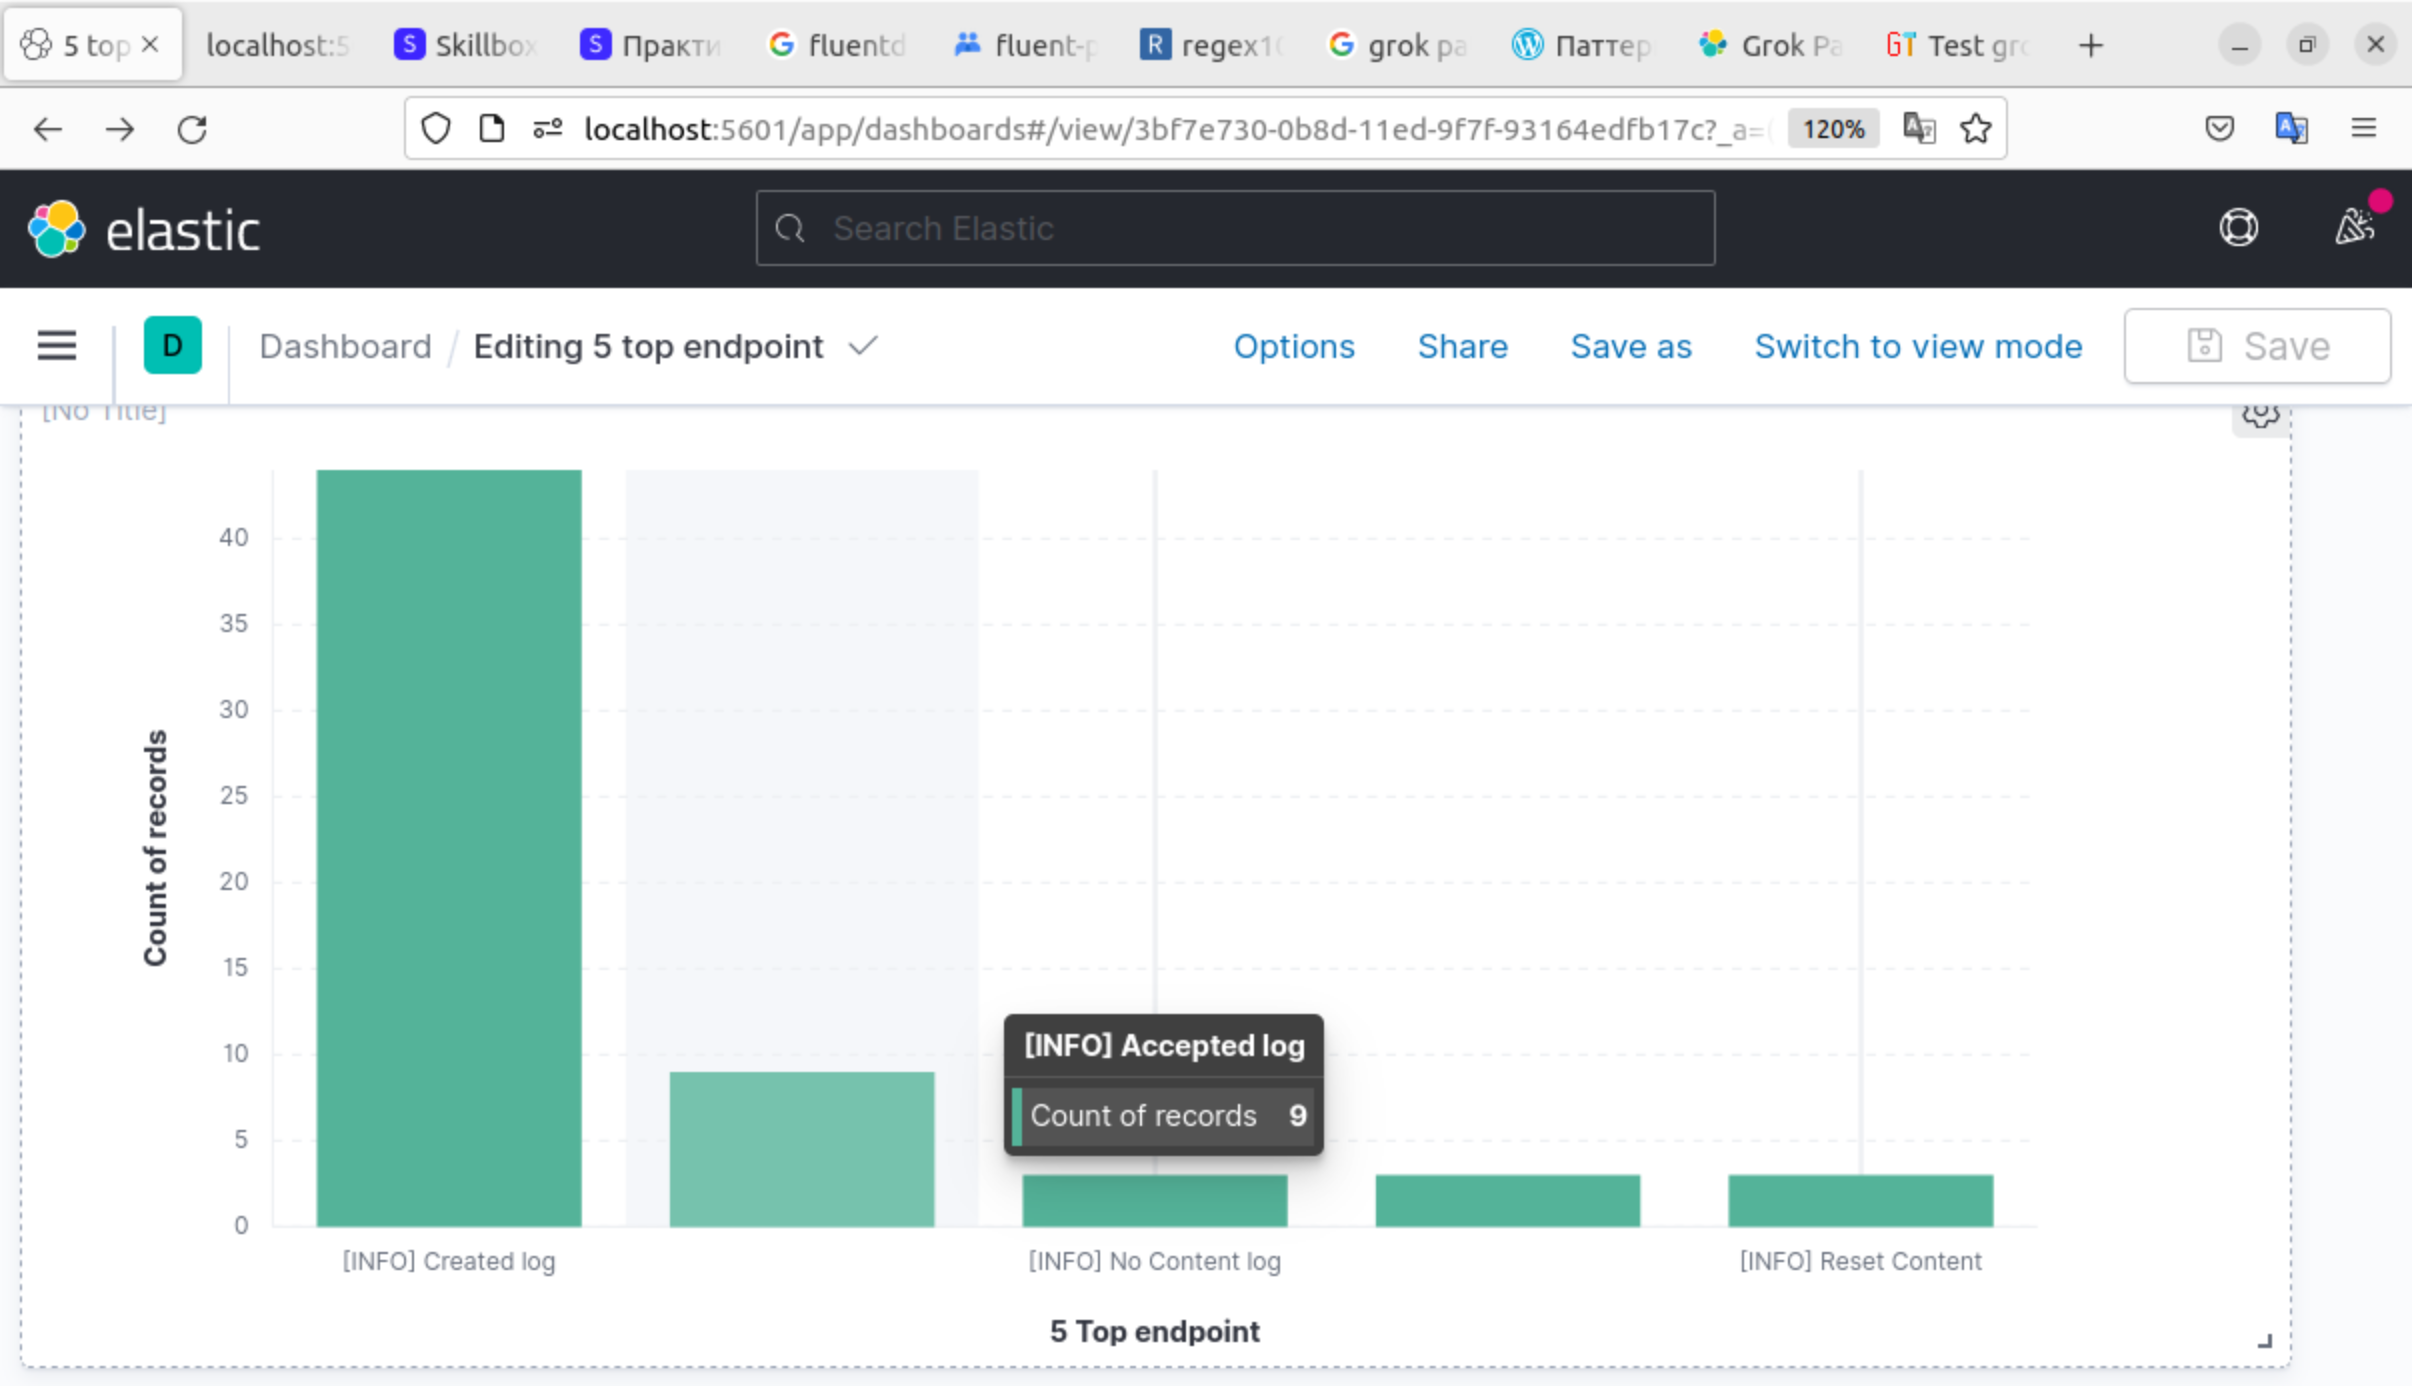 5 top
localhost:5
Skillbox
Практи
fluentd
fluent-p
regex10
grok pa
Паттер
Grok Pa
Test gro
localhost:5601/app/dashboards#/view/3bf7e730-0b8d-11ed-9f7f-93164edfb17c?_a=(
120%
elastic
Search Elastic
D
Dashboard / Editing 5 top endpoint
Options
Share
Save as
Switch to view mode
Save
[No Title]
Count of records
40
35
30
25
20
15
10
5
0
[INFO] Accepted log
Count of records 9
[INFO] Created log
[INFO] No Content log
[INFO] Reset Content
5 Top endpoint